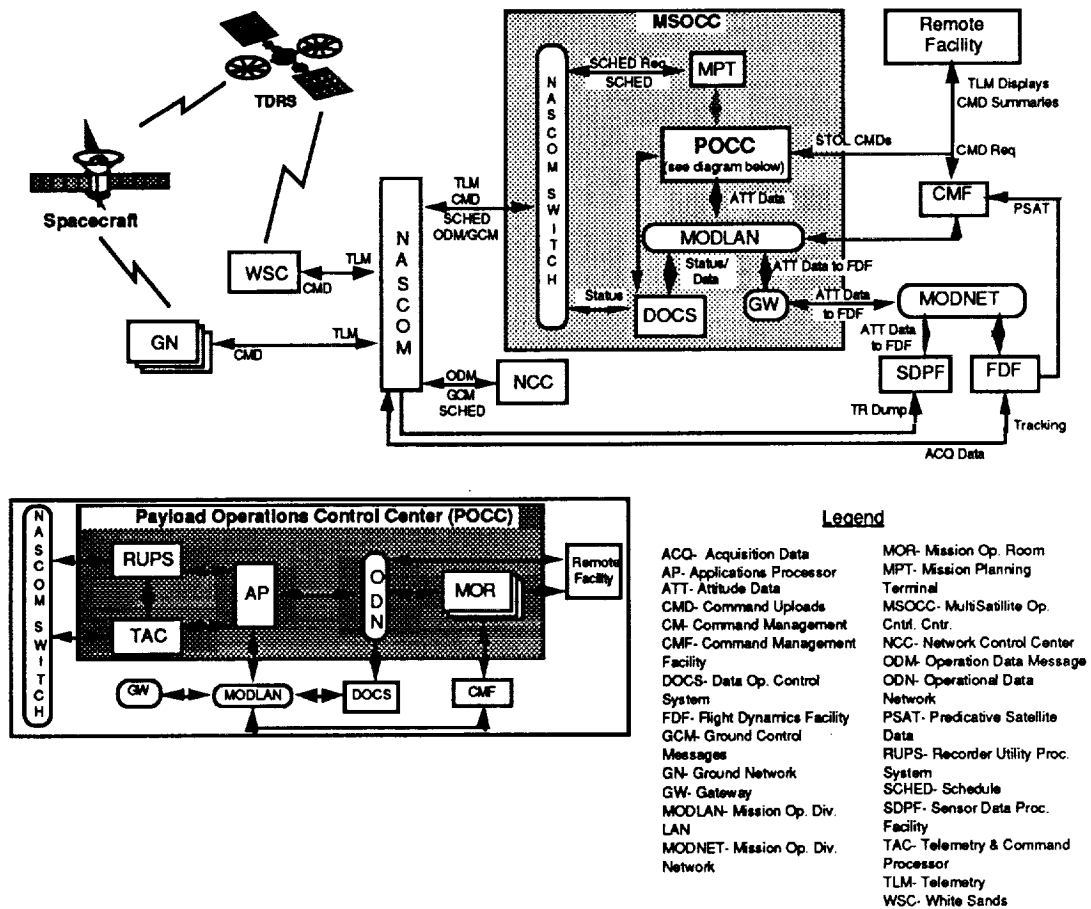 MSOCC
Remote
Facility
TDRS
SCHED Req
SCHED
MPT
NASCOM SWITCH
TLM Displays
CMD Summaries
POCC
(see diagram below)
STOL CMDs
CMD Req
Spacecraft
TLM
CMD
SCHED
ODM/GCM
NASCOM
ATT Data
CMF
PSAT
MODLAN
WSC
TLM
CMD
Status/
Data
ATT Data to FDF
Status
DOCS
GW
ATT Data
to FDF
MODNET
GN
TLM
CMD
ATT Data
to FDF
ODM
GCM
SCHED
NCC
SDPF
FDF
TR Dump
Tracking
ACQ Data
Payload Operations Control Center (POCC)
NASCOM SWITCH
RUPS
TAC
AP
ODN
MOR
Remote
Facility
GW
MODLAN
DOCS
CMF
Legend
ACQ- Acquisition Data
AP- Applications Processor
ATT- Attitude Data
CMD- Command Uploads
CM- Command Management
CMF- Command Management
Facility
DOCS- Data Op. Control
System
FDF- Flight Dynamics Facility
GCM- Ground Control
Messages
GN- Ground Network
GW- Gateway
MODLAN- Mission Op. Div.
LAN
MODNET- Mission Op. Div.
Network
MOR- Mission Op. Room
MPT- Mission Planning
Terminal
MSOCC- MultiSatellite Op.
Cntrl. Cntr.
NCC- Network Control Center
ODM- Operation Data Message
ODN- Operational Data
Network
PSAT- Predicative Satellite
Data
RUPS- Recorder Utility Proc.
System
SCHED- Schedule
SDPF- Sensor Data Proc.
Facility
TAC- Telemetry & Command
Processor
TLM- Telemetry
WSC- White Sands